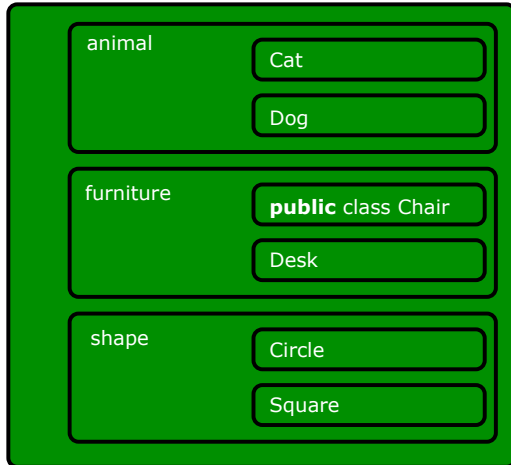 animal
Cat
Dog
furniture
public class Chair
Desk
shape
Circle
Square